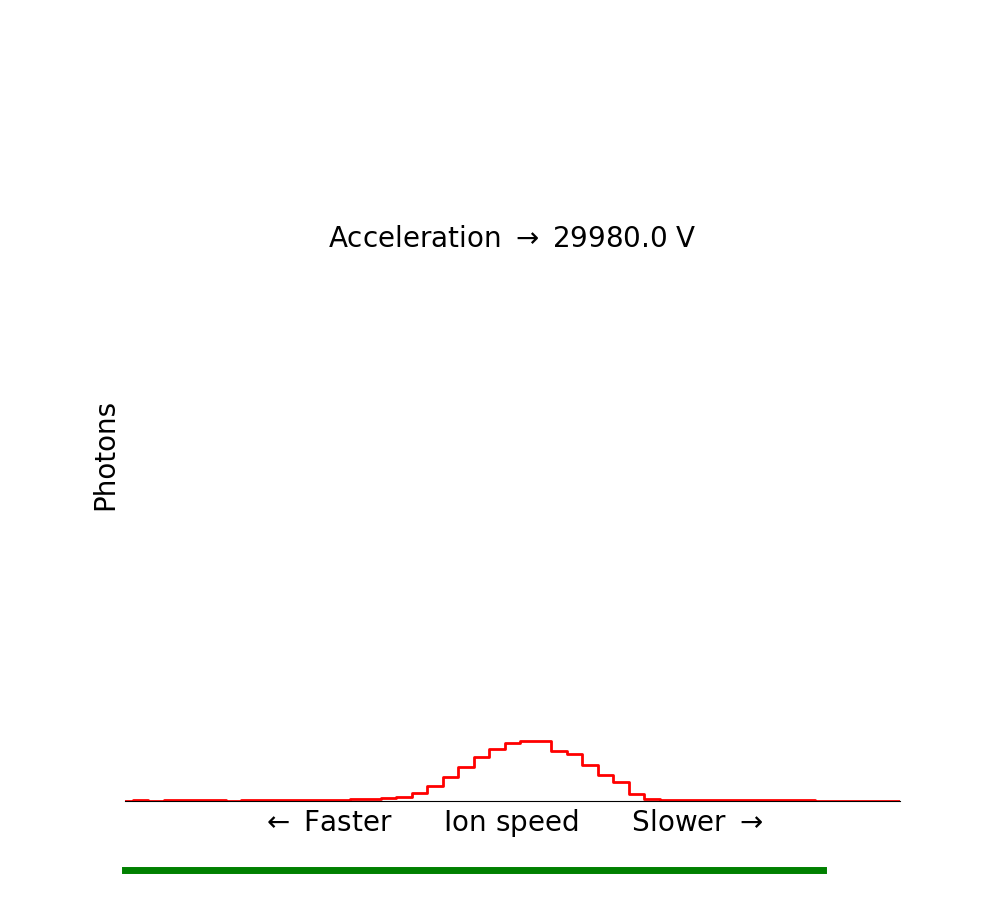 Acceleration → 29980.0 V
Photons
← Faster Ion speed Slower →